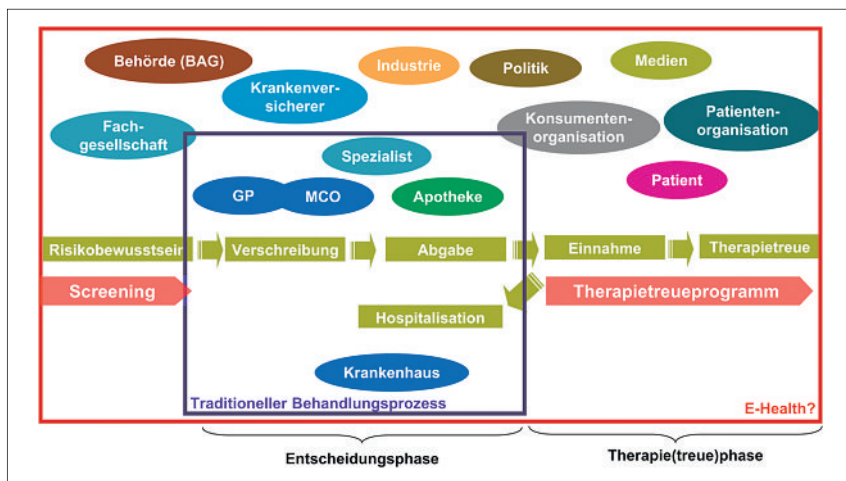 Behörde (BAG)
Industrie
Politik
Medien
Krankenver-
sicherer
Fach-
gesellschaft
Konsumenten-
organisation
Patienten-
organisation
Spezialist
Patient
GP
MCO
Apotheke
Risikobewusstsein
Verschreibung
Abgabe
Einnahme
Therapietreue
Screening
Therapietreueprogramm
Hospitalisation
Krankenhaus
Traditioneller Behandlungsprozess
E-Health?
Entscheidungsphase
Therapie(treue)phase